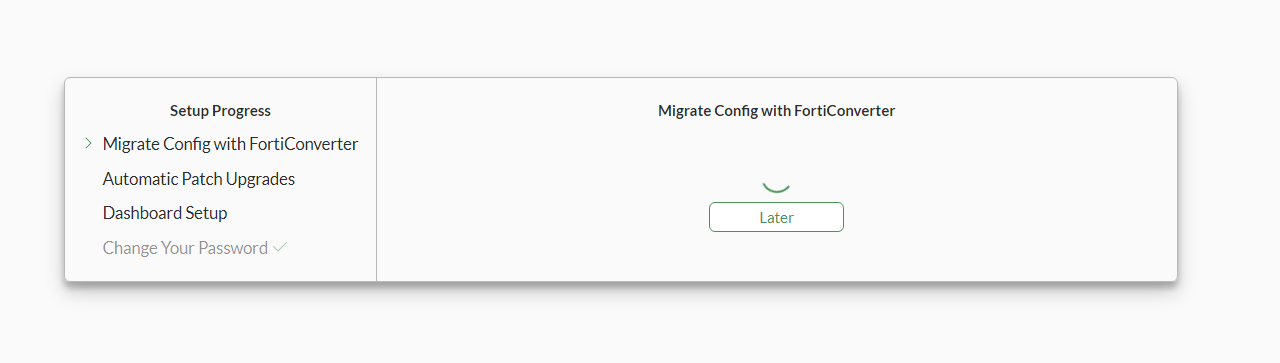 Setup Progress
Migrate Config with FortiConverter
Automatic Patch Upgrades
Dashboard Setup
Change Your Password
Migrate Config with FortiConverter
Later